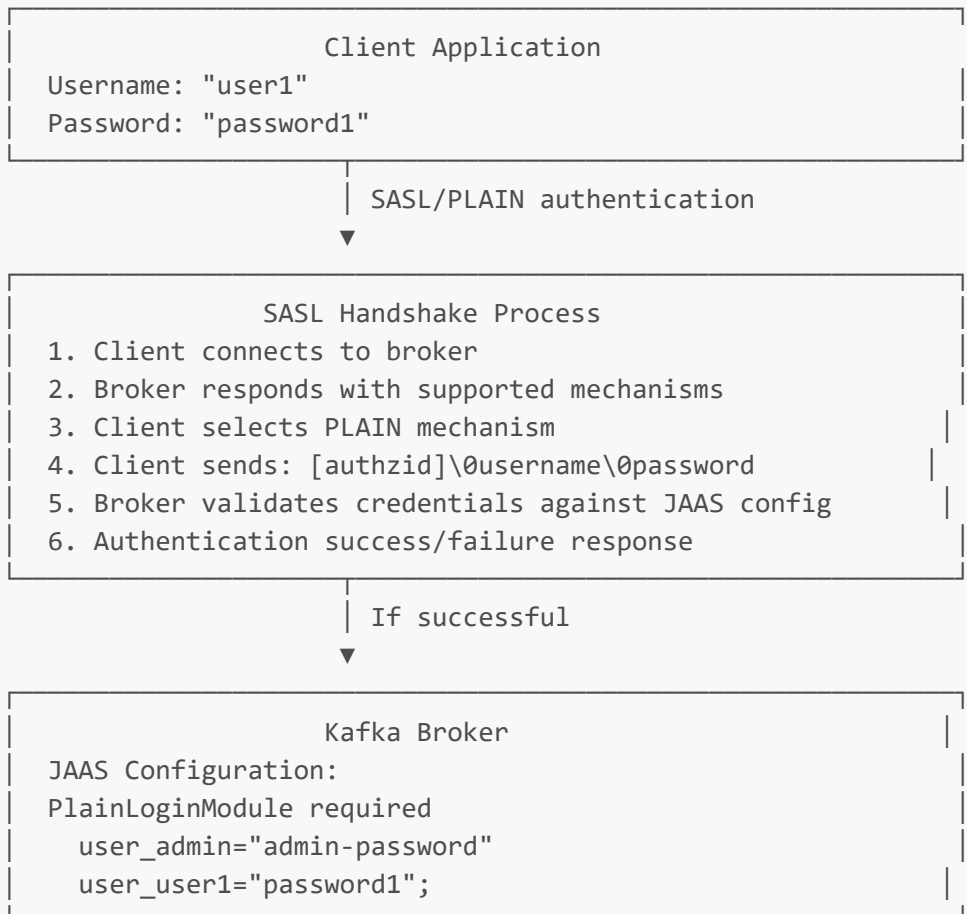 Client Application
Username: "user1"
Password: "password1"
SASL/PLAIN authentication
▼
SASL Handshake Process
1. Client connects to broker
2. Broker responds with supported mechanisms
3. Client selects PLAIN mechanism
4. Client sends: [authzid]\0username\0password
5. Broker validates credentials against JAAS config
6. Authentication success/failure response
If successful
▼
Kafka Broker
JAAS Configuration:
PlainLoginModule required
user_admin="admin-password"
user_user1="password1";